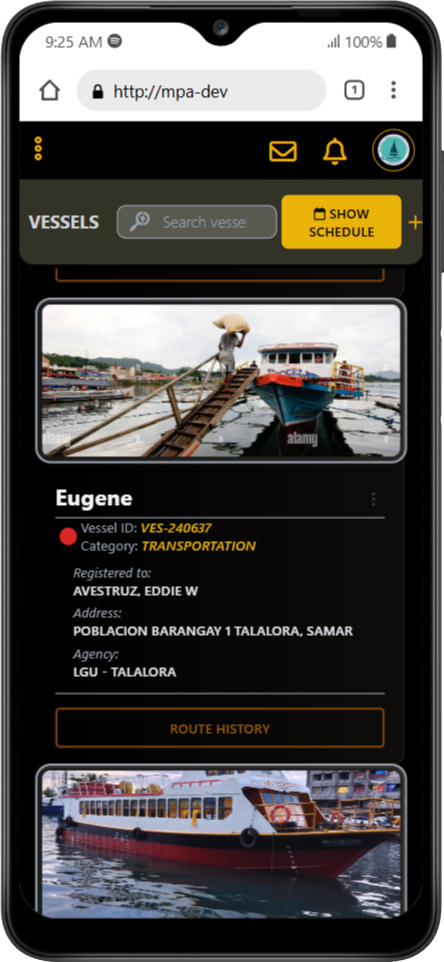 9:25 AM
100%
http://mpa-dev
1
VESSELS
Search vesse
SHOW
SCHEDULE
alamy
alamy
Eugene
Vessel ID: VES-240637
Category: TRANSPORTATION
Registered to:
AVESTRUZ, EDDIE W
Address:
POBLACION BARANGAY 1 TALALORA, SAMAR
Agency:
LGU - TALALORA
ROUTE HISTORY